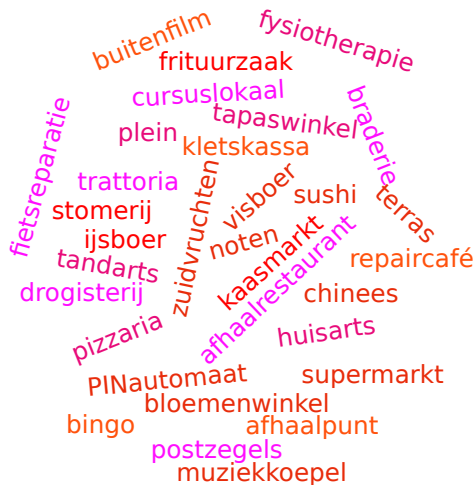 buitenfilm
fysiotherapie
frituurzaak
cursuslokaal
tapaswinkel
braderie
fietsreparatie
plein
kletskassa
trattoria
zuidvruchten
visboer
sushi
terras
stomerij
ijsboer
noten
tandarts
kaasmarkt
afhaalrestaurant
repaircafé
drogisterij
chinees
pizzaria
huisarts
PINautomaat
supermarkt
bloemenwinkel
bingo
afhaalpunt
postzegels
muziekkoepel